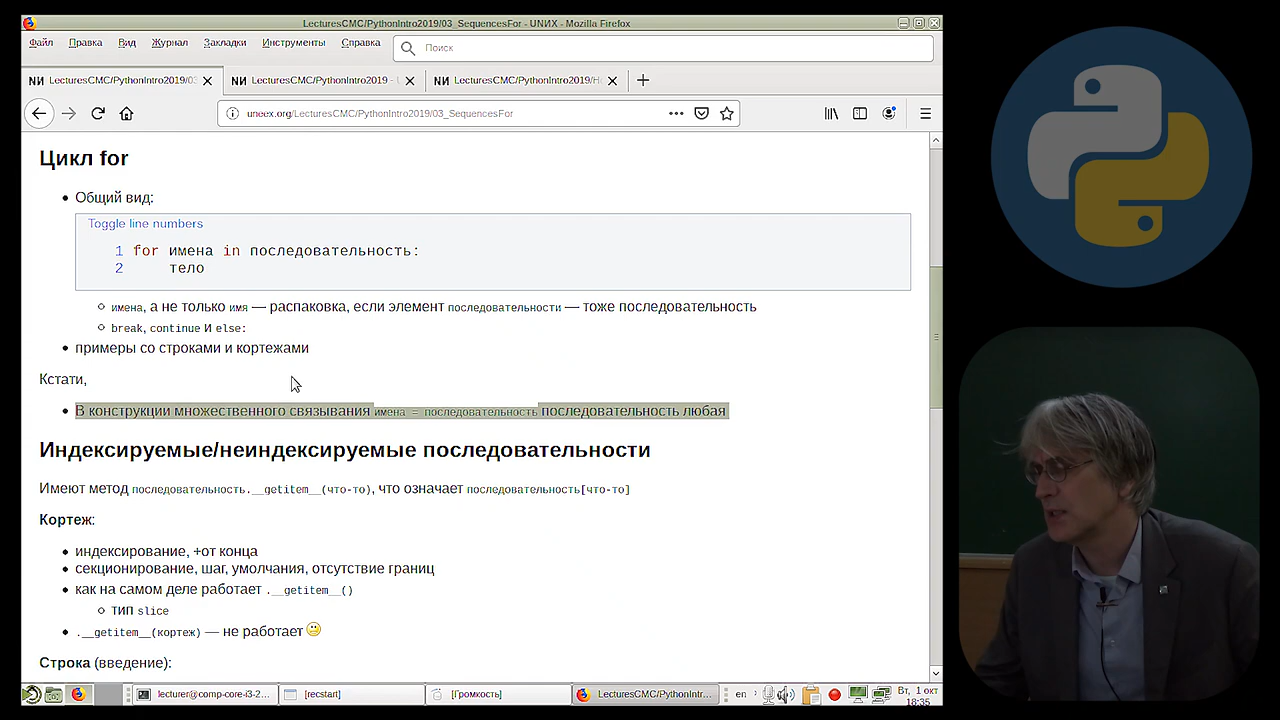 LecturesCMC/PythonIntro2019/03_SequencesFor - UNИX - Mozilla Firefox
Файл Правка Вид Журнал Закладки Инструменты Справка Поиск
NИ LecturesCMC/PythonIntro2019/03 NИ LecturesCMC/PythonIntro2019 - NИ LecturesCMC/PythonIntro2019/H
uneex.org/LecturesCMC/PythonIntro2019/03_SequencesFor
Цикл for
• Общий вид:
Toggle line numbers
1 for имена in последовательность:
2 тело
имена, а не только имя — распаковка, если элемент последовательности — тоже последовательность
break, continue и else:
• примеры со строками и кортежами
Кстати,
• В конструкции множественного связывания имена = последовательность последовательность любая
Индексируемые/неиндексируемые последовательности
Имеют метод последовательность.__getitem__(что-то), что означает последовательность[что-то]
Кортеж:
• индексирование, +от конца
• секционирование, шаг, умолчания, отсутствие границ
• как на самом деле работает .__getitem__()
тип slice
• .__getitem__(кортеж) — не работает
Строка (введение):
lecturer@comp-core-i3-2... [recstart] [Громкость] LecturesCMC/PythonIntr... en Вт, 1 окт
18:35